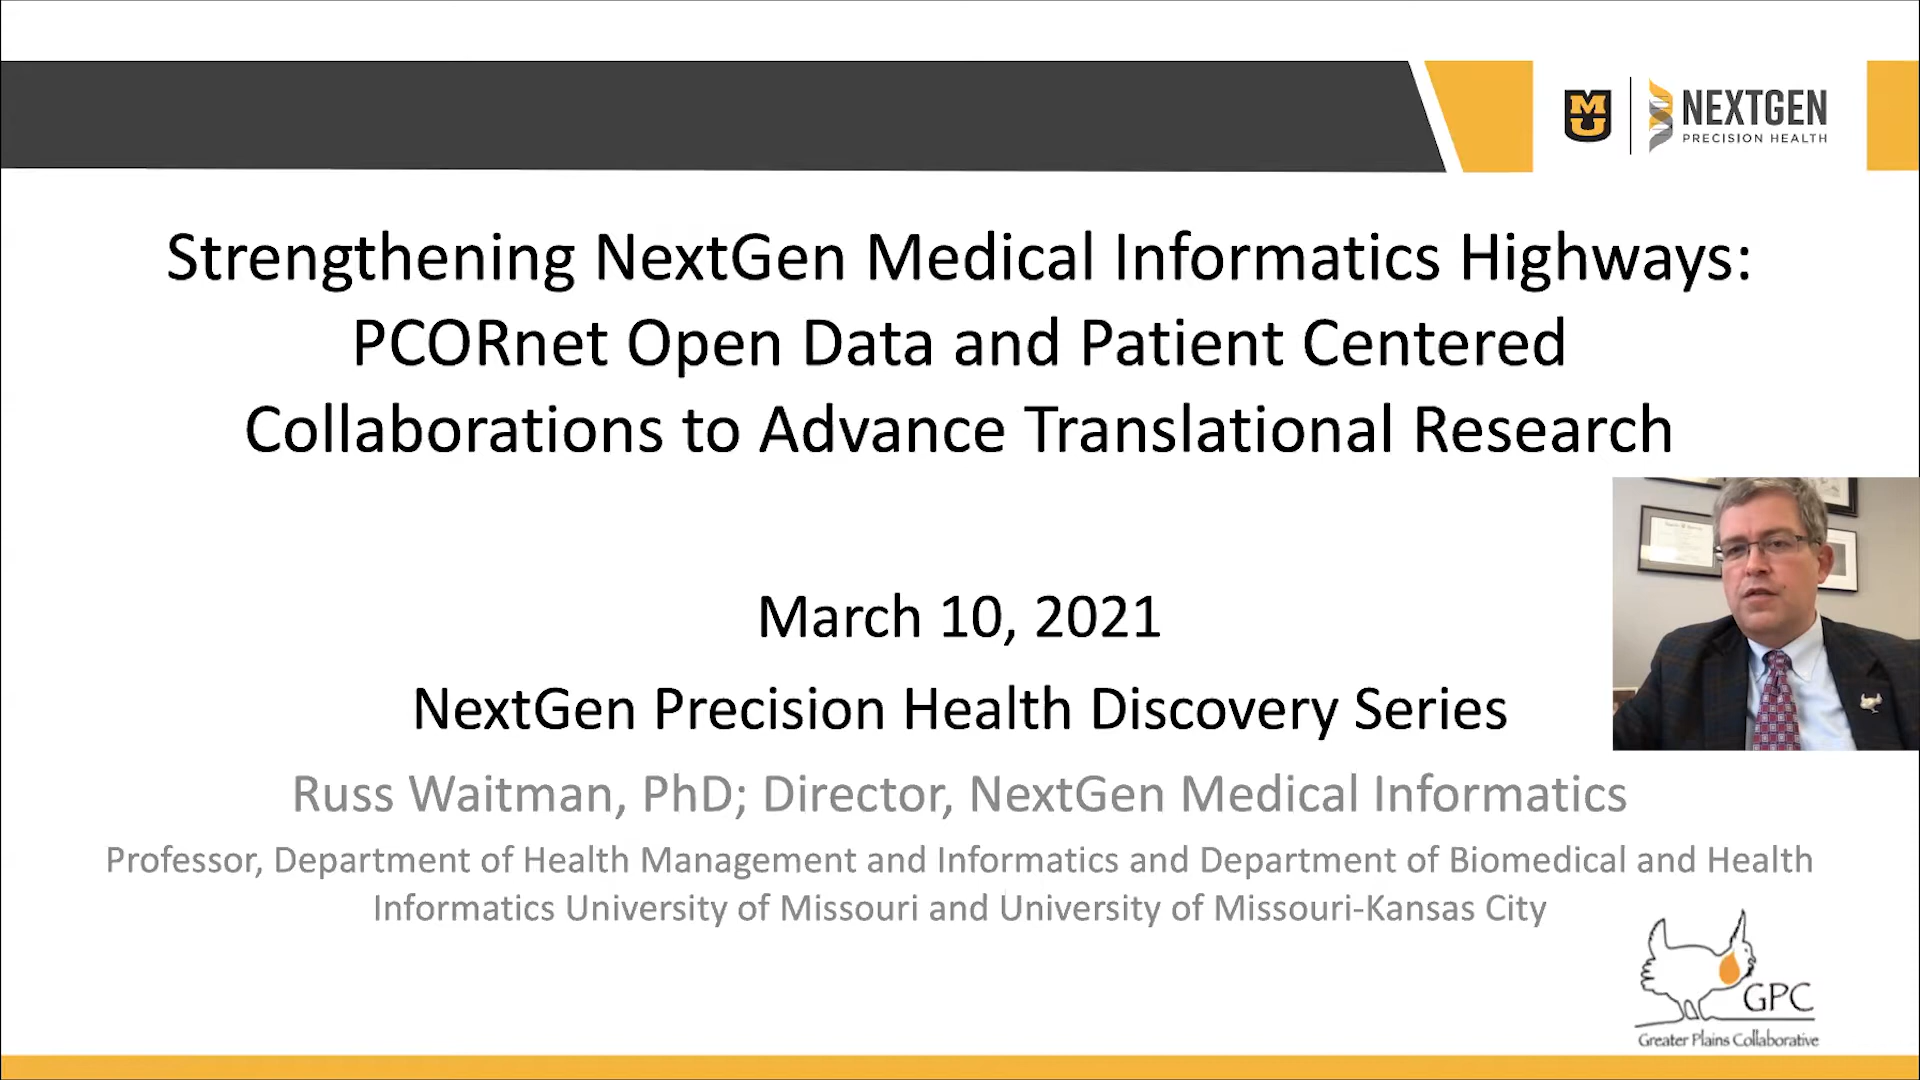 MU
NEXTGEN
PRECISION HEALTH
Strengthening NextGen Medical Informatics Highways:
PCORnet Open Data and Patient Centered
Collaborations to Advance Translational Research
March 10, 2021
NextGen Precision Health Discovery Series
Russ Waitman, PhD; Director, NextGen Medical Informatics
Professor, Department of Health Management and Informatics and Department of Biomedical and Health
Informatics University of Missouri and University of Missouri-Kansas City
GPC
Greater Plains Collaborative